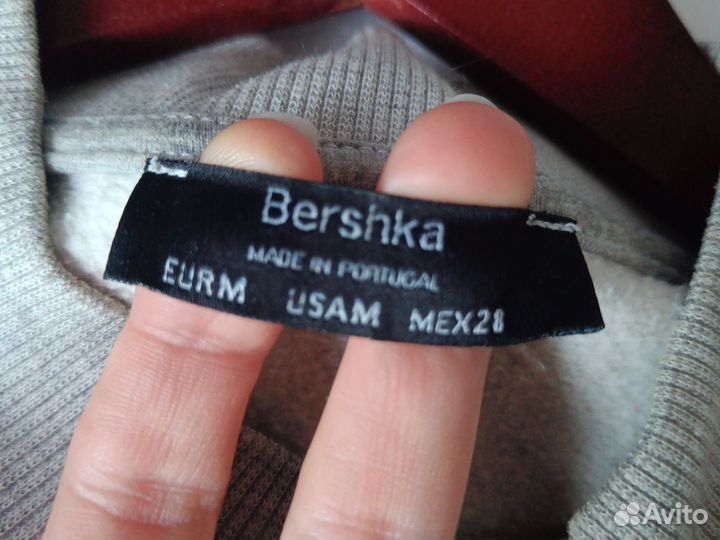 Bershka
MADE IN PORTUGAL
EUR M USA M MEX 28
Avito